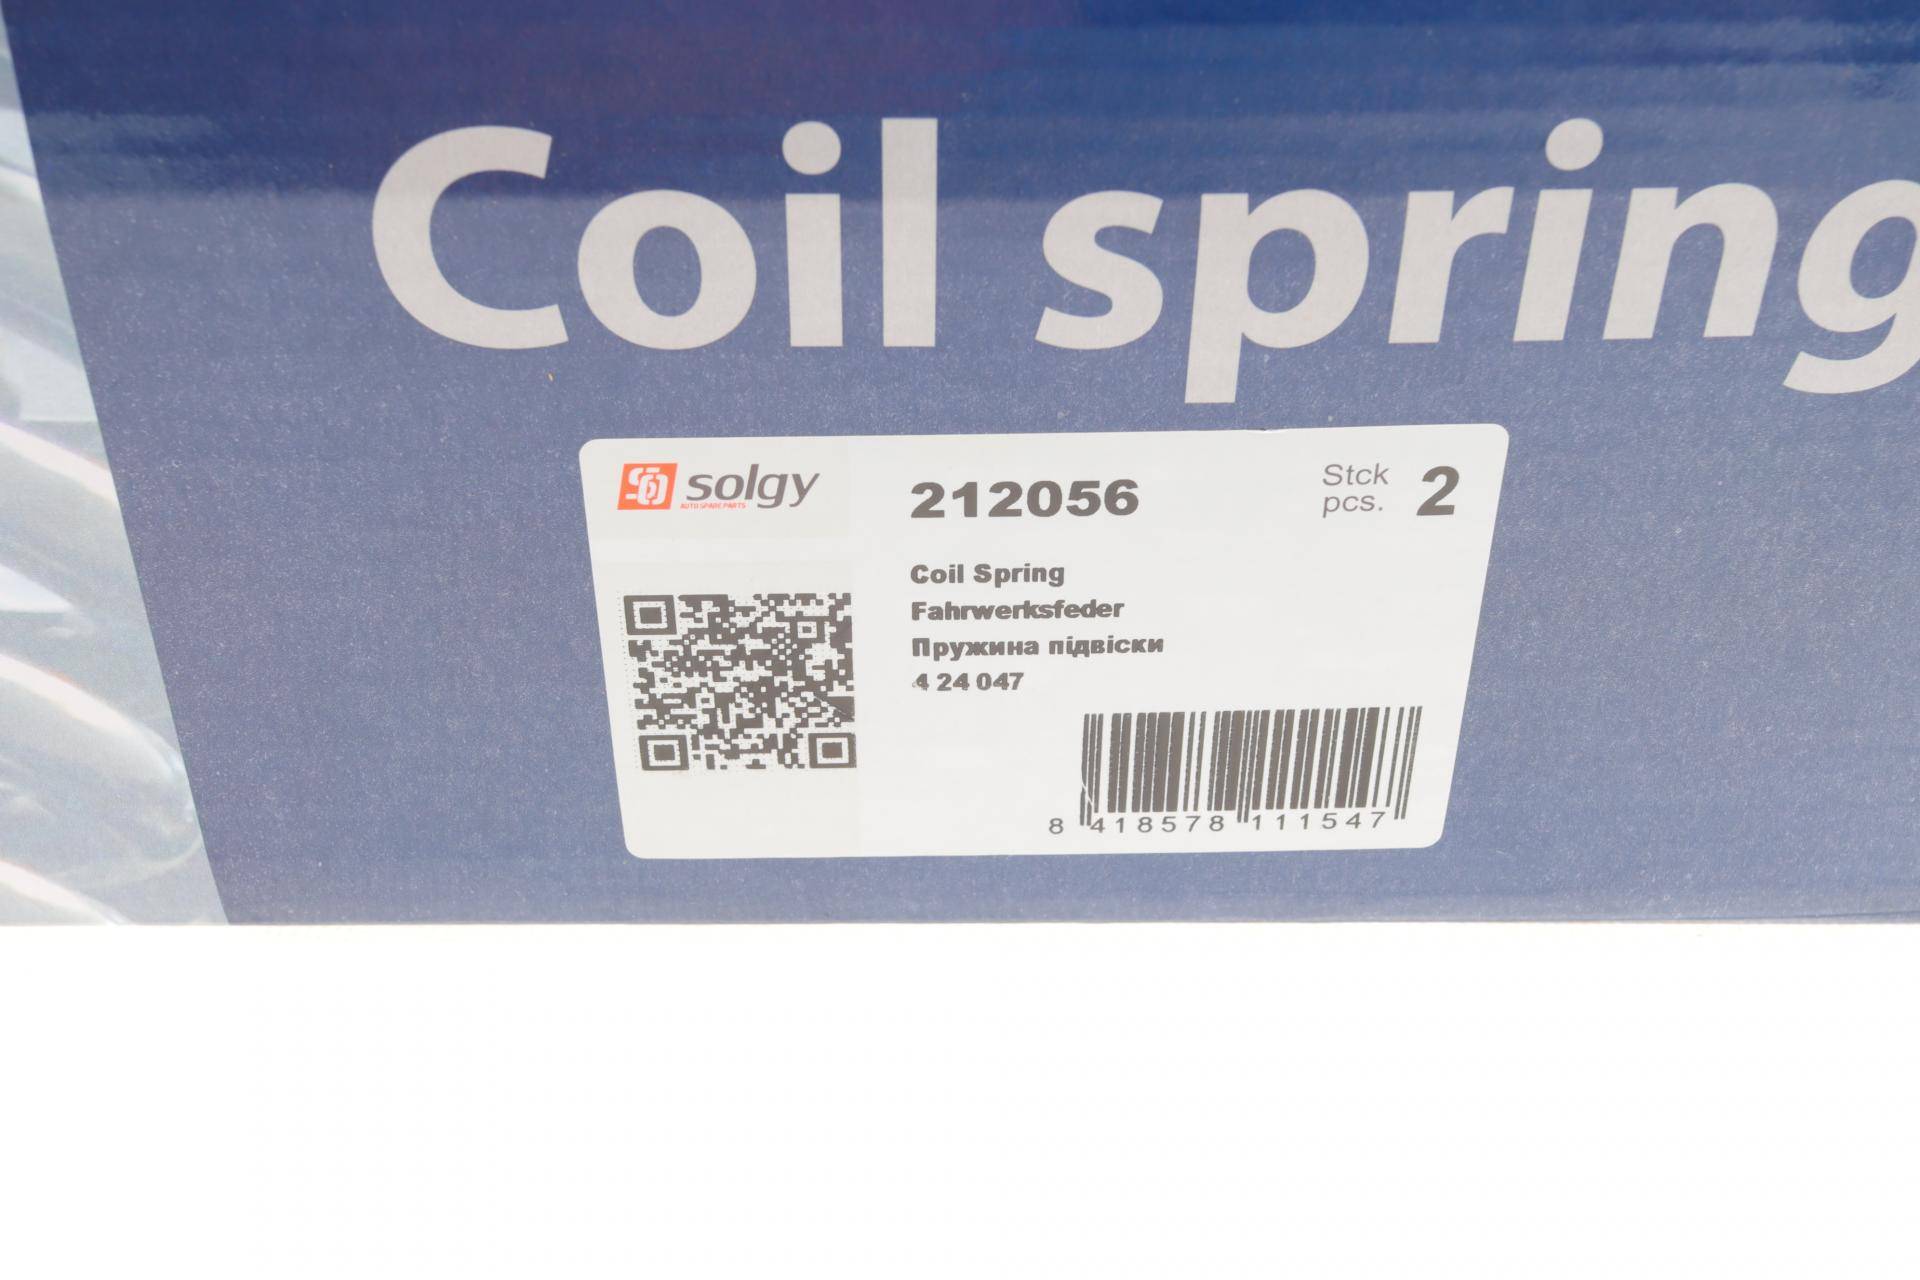 Coil spring
solgy
AUTO SPARE PARTS
212056
Stck
pcs. 2
Coil Spring
Fahrwerksfeder
Пружина підвіски
4 24 047
8 418578 111547